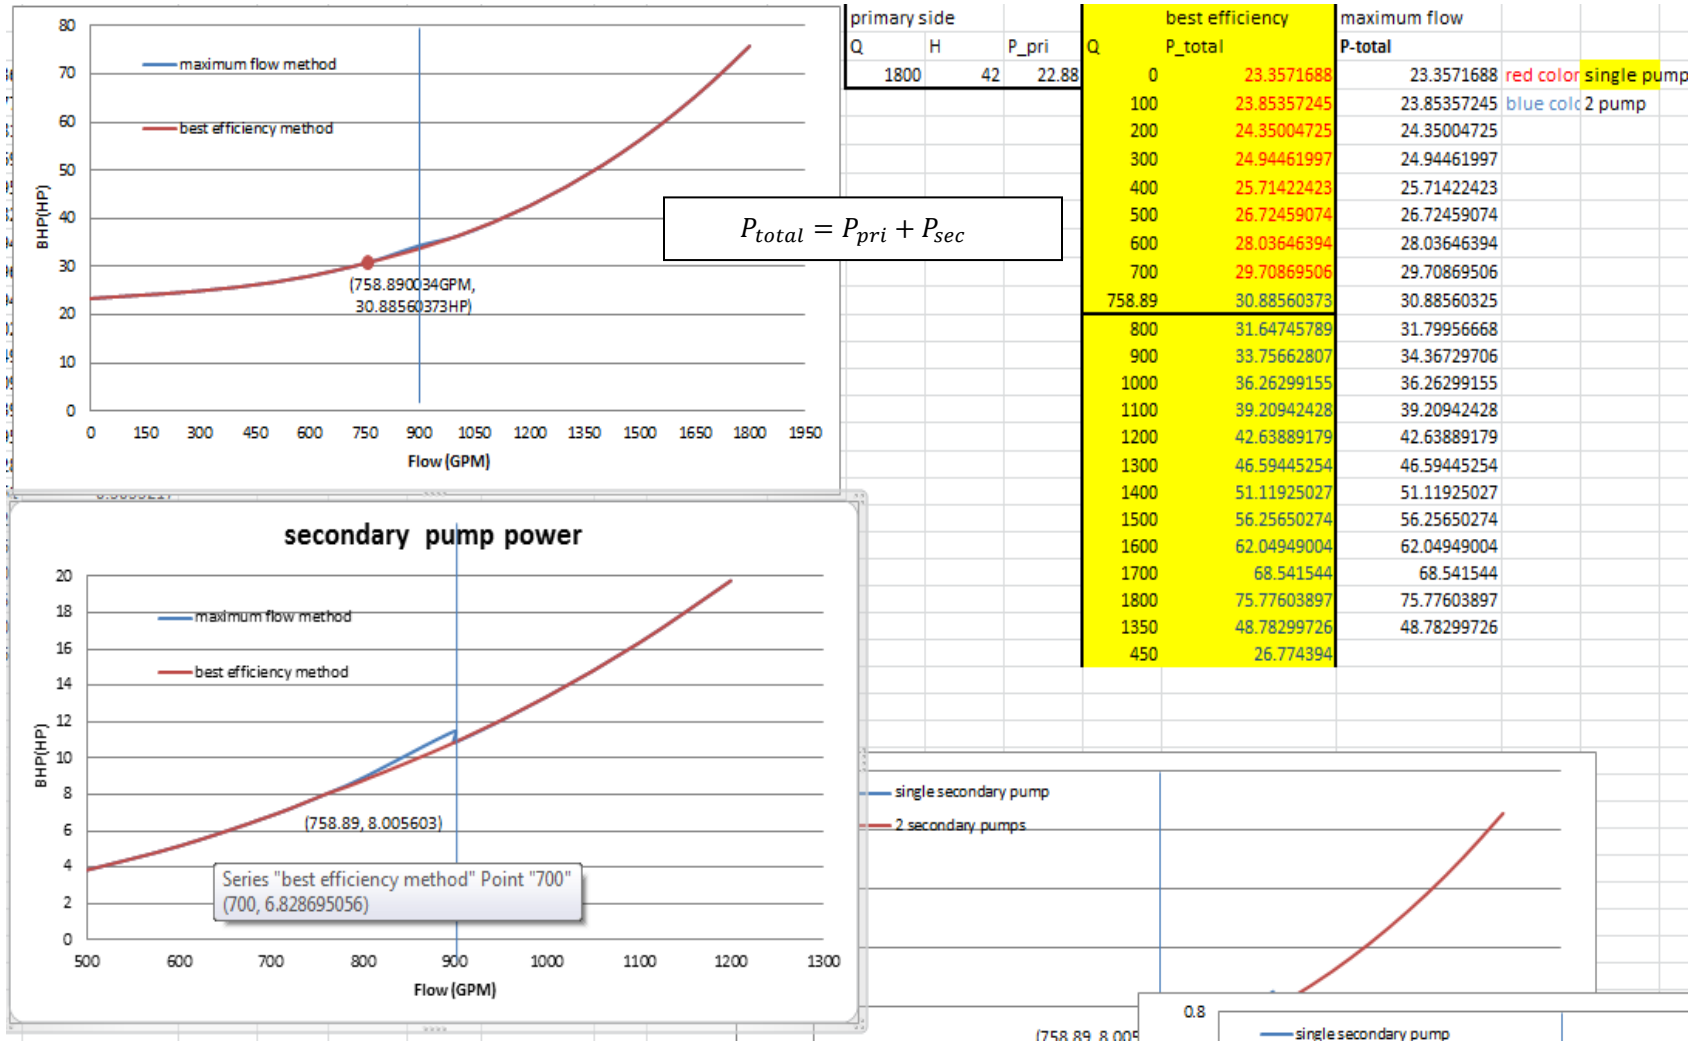 80
70
60
50
40
30
20
10
0
BHP(HP)
maximum flow method
best efficiency method
(758.890034GPM,
30.88560373HP)
0 150 300 450 600 750 900 1050 1200 1350 1500 1650 1800 1950
Flow (GPM)
P_total = P_pri + P_sec
primary side best efficiency maximum flow
Q H P_pri Q P_total P-total
1800 42 22.88 0 23.3571688 23.3571688 red color single pump
100 23.85357245 23.85357245 blue colo 2 pump
200 24.35004725 24.35004725
300 24.94461997 24.94461997
400 25.71422423 25.71422423
500 26.72459074 26.72459074
600 28.03646394 28.03646394
700 29.70869506 29.70869506
758.89 30.88560373 30.88560325
800 31.64745789 31.79956668
900 33.75662807 34.36729706
1000 36.26299155 36.26299155
1100 39.20942428 39.20942428
1200 42.63889179 42.63889179
1300 46.59445254 46.59445254
1400 51.11925027 51.11925027
1500 56.25650274 56.25650274
1600 62.04949004 62.04949004
1700 68.541544 68.541544
1800 75.77603897 75.77603897
1350 48.78299726 48.78299726
450 26.774394
secondary pump power
20
18
16
14
12
10
8
6
4
2
0
BHP(HP)
maximum flow method
best efficiency method
(758.89, 8.005603)
Series "best efficiency method" Point "700"
(700, 6.828695056)
500 600 700 800 900 1000 1100 1200 1300
Flow (GPM)
single secondary pump
2 secondary pumps
(758.89, 8.005
0.8
single secondary pump